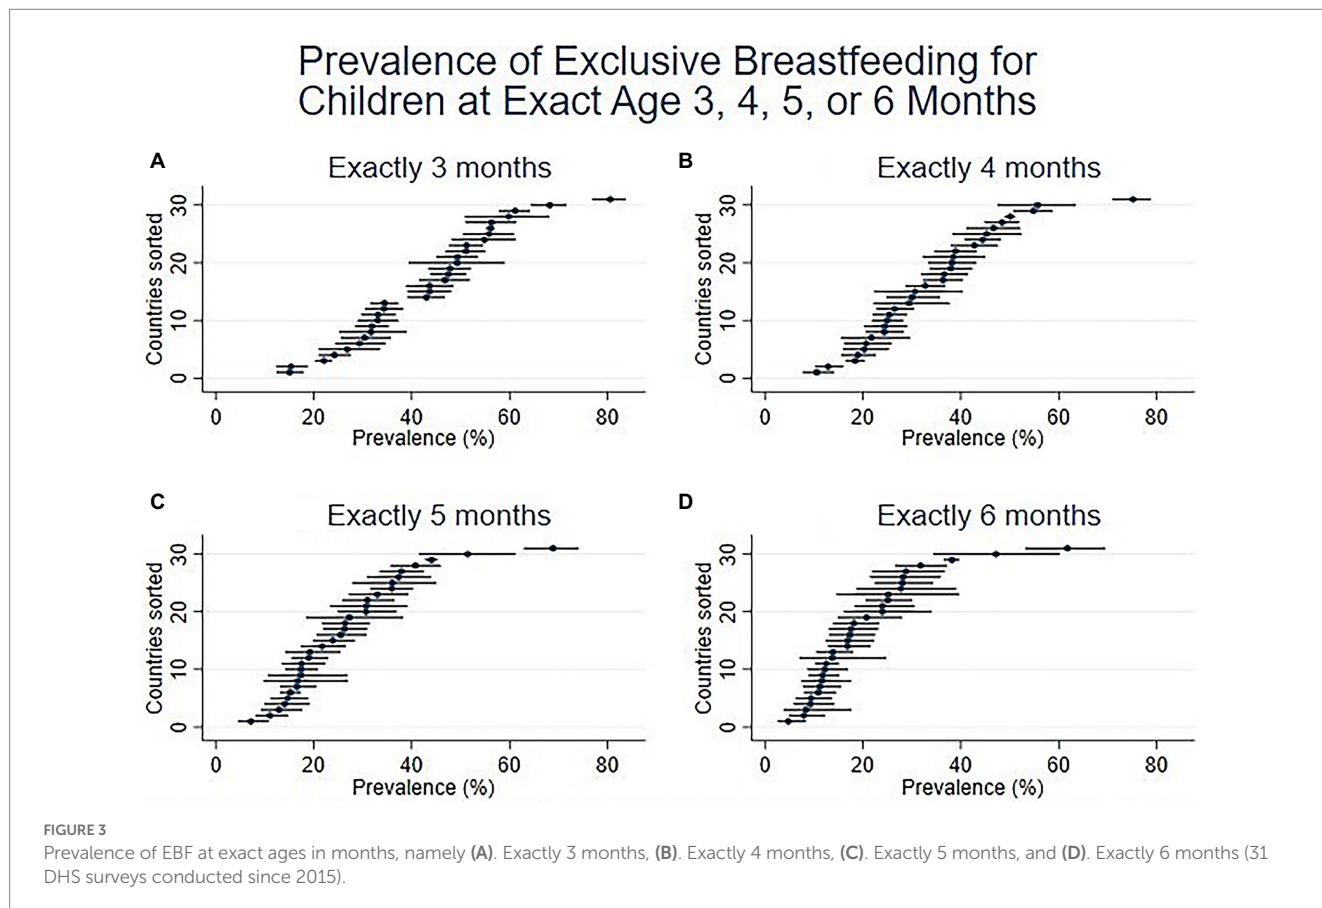 Prevalence of Exclusive Breastfeeding for
Children at Exact Age 3, 4, 5, or 6 Months
A
Exactly 3 months
Countries sorted
30
20
10
0
0 20 40 60 80
Prevalence (%)
B
Exactly 4 months
Countries sorted
30
20
10
0
0 20 40 60 80
Prevalence (%)
C
Exactly 5 months
Countries sorted
30
20
10
0
0 20 40 60 80
Prevalence (%)
D
Exactly 6 months
Countries sorted
30
20
10
0
0 20 40 60 80
Prevalence (%)
FIGURE 3
Prevalence of EBF at exact ages in months, namely (A). Exactly 3 months, (B). Exactly 4 months, (C). Exactly 5 months, and (D). Exactly 6 months (31
DHS surveys conducted since 2015).